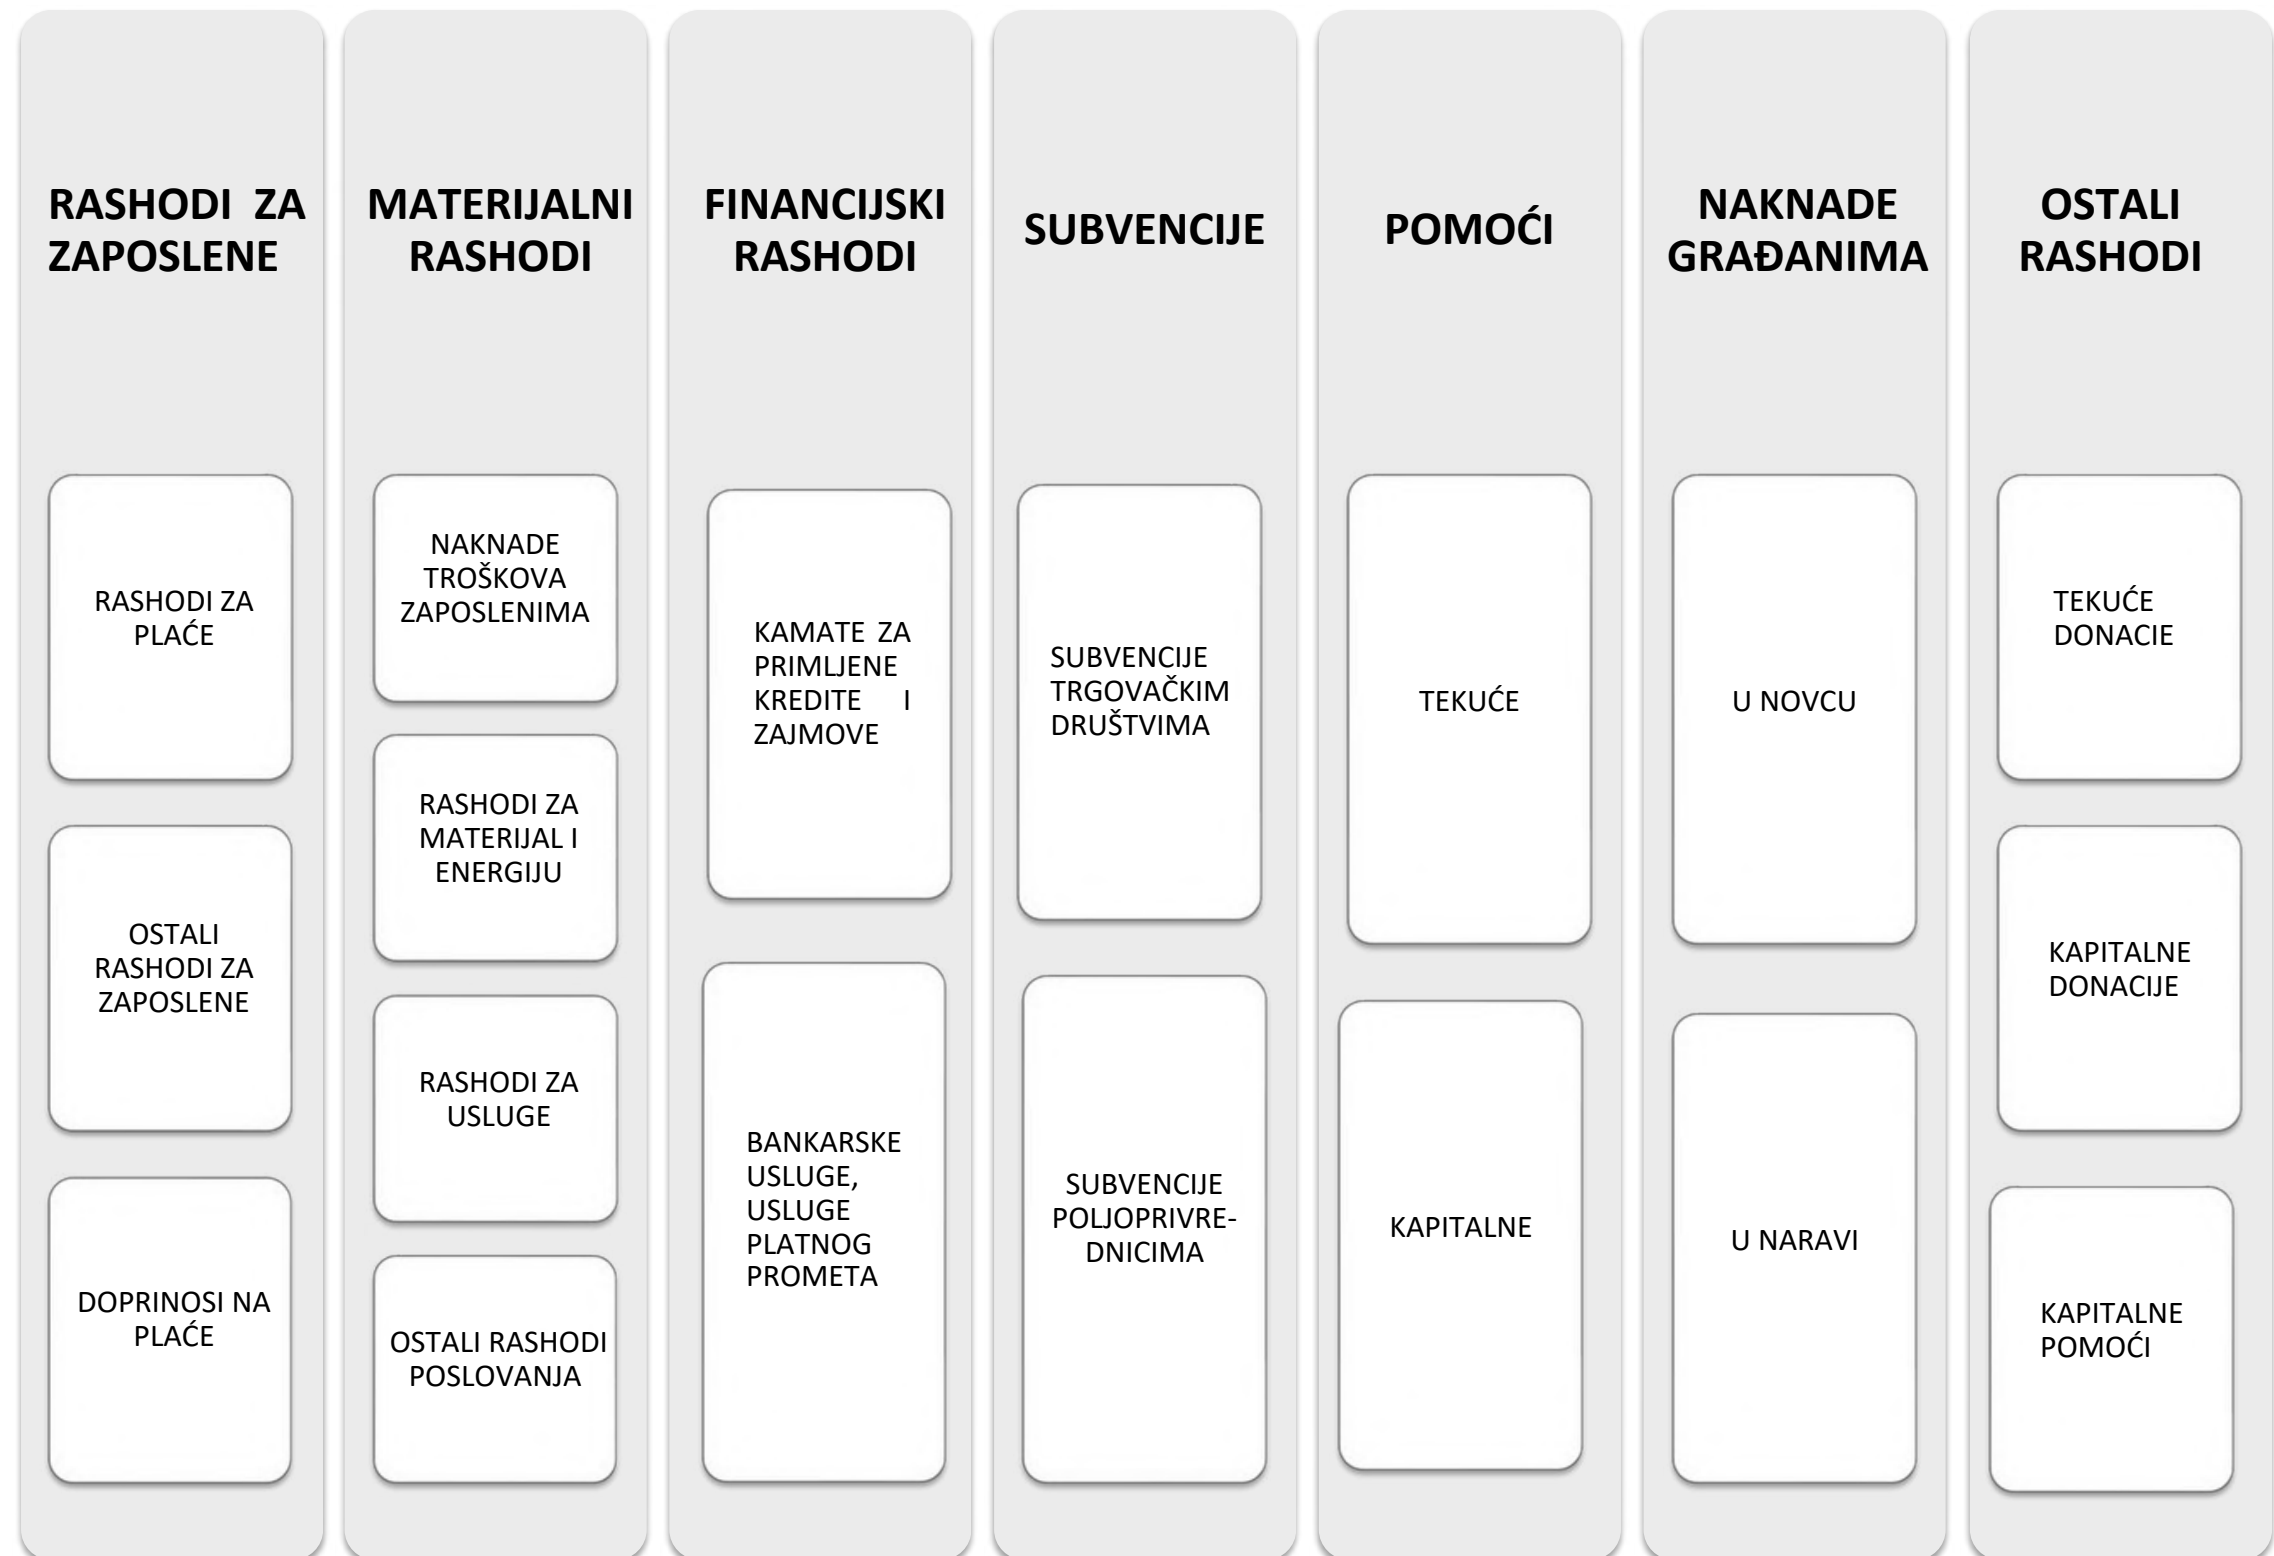 RASHODI ZA
ZAPOSLENE
RASHODI ZA
PLAĆE
OSTALI
RASHODI ZA
ZAPOSLENE
DOPRINOSI NA
PLAĆE
MATERIJALNI
RASHODI
NAKNADE
TROŠKOVA
ZAPOSLENIMA
RASHODI ZA
MATERIJAL I
ENERGIJU
RASHODI ZA
USLUGE
OSTALI RASHODI
POSLOVANJA
FINANCIJSKI
RASHODI
KAMATE ZA
PRIMLJENE
KREDITE I
ZAJMOVE
BANKARSKE
USLUGE,
USLUGE
PLATNOG
PROMETA
SUBVENCIJE
SUBVENCIJE
TRGOVAČKIM
DRUŠTVIMA
SUBVENCIJE
POLJOPRIVRE-
DNICIMA
POMOĆI
TEKUĆE
KAPITALNE
NAKNADE
GRAĐANIMA
U NOVCU
U NARAVI
OSTALI
RASHODI
TEKUĆE
DONACIE
KAPITALNE
DONACIJE
KAPITALNE
POMOĆI